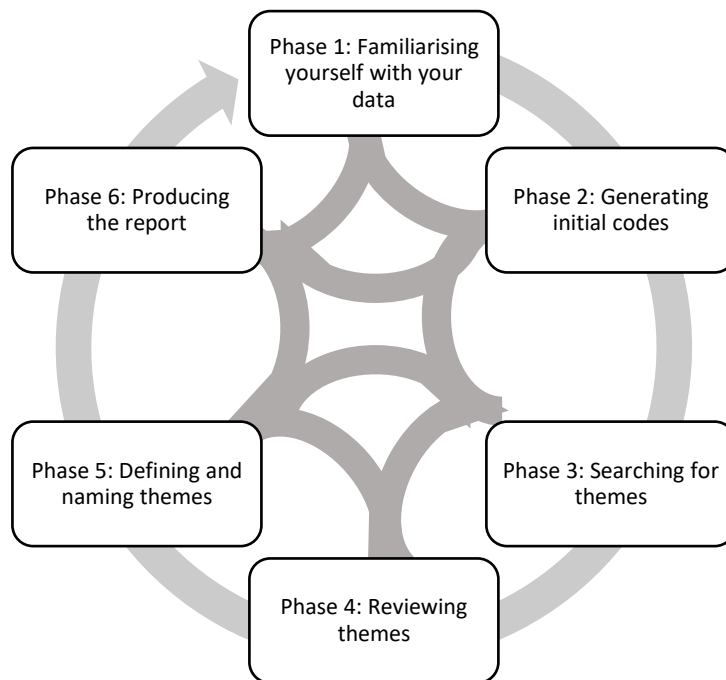 Phase 1: Familiarising
yourself with your
data
Phase 2: Generating
initial codes
Phase 3: Searching for
themes
Phase 4: Reviewing
themes
Phase 5: Defining and
naming themes
Phase 6: Producing
the report